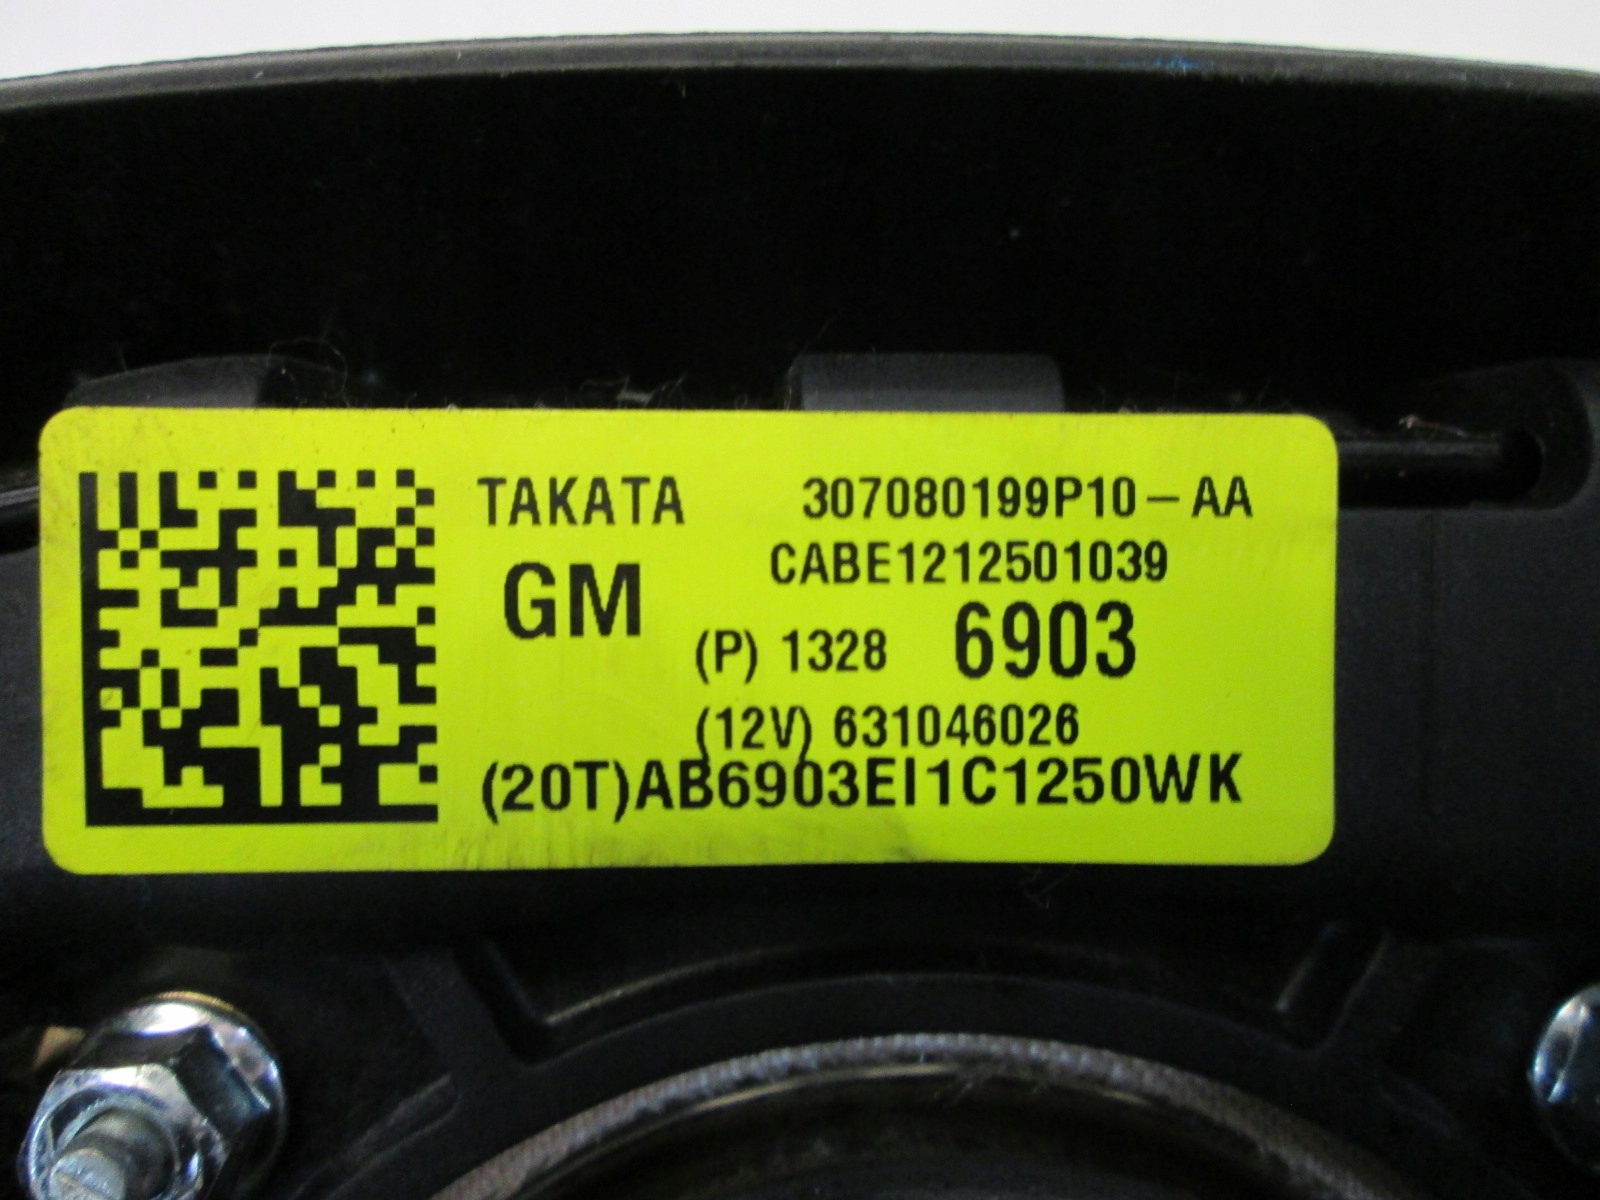 TAKATA 307080199P10-AA
CABE1212501039
GM
(P) 1328 6903
(12V) 631046026
(20T)AB6903EI1C1250WK